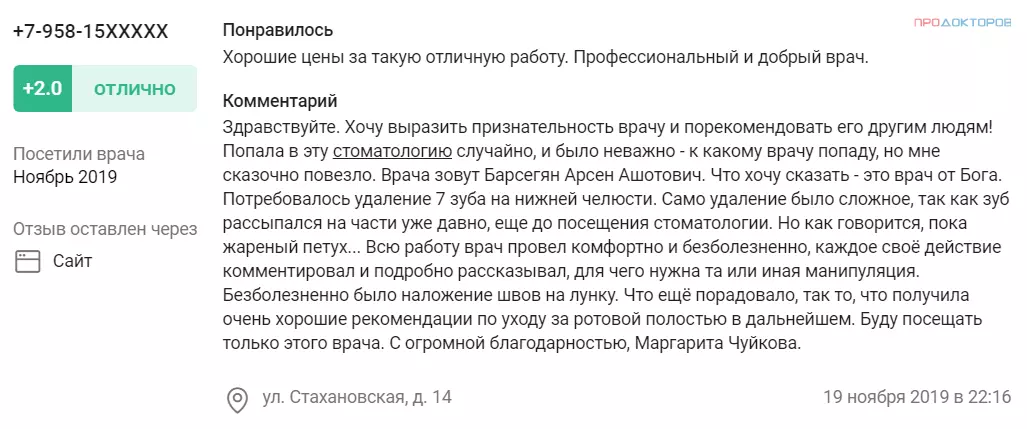 +7-958-15XXXXX
+2.0 ОТЛИЧНО
Посетили врача
Ноябрь 2019
Отзыв оставлен через
Сайт
ПРОДОКТОРОВ
Понравилось
Хорошие цены за такую отличную работу. Профессиональный и добрый врач.
Комментарий
Здравствуйте. Хочу выразить признательность врачу и порекомендовать его другим людям!
Попала в эту стоматологию случайно, и было неважно - к какому врачу попаду, но мне
сказочно повезло. Врача зовут Барсегян Арсен Ашотович. Что хочу сказать - это врач от Бога.
Потребовалось удаление 7 зуба на нижней челюсти. Само удаление было сложное, так как зуб
рассыпался на части уже давно, еще до посещения стоматологии. Но как говорится, пока
жареный петух... Всю работу врач провел комфортно и безболезненно, каждое своё действие
комментировал и подробно рассказывал, для чего нужна та или иная манипуляция.
Безболезненно было наложение швов на лунку. Что ещё порадовало, так то, что получила
очень хорошие рекомендации по уходу за ротовой полостью в дальнейшем. Буду посещать
только этого врача. С огромной благодарностью, Маргарита Чуйкова.
ул. Стахановская, д. 14
19 ноября 2019 в 22:16